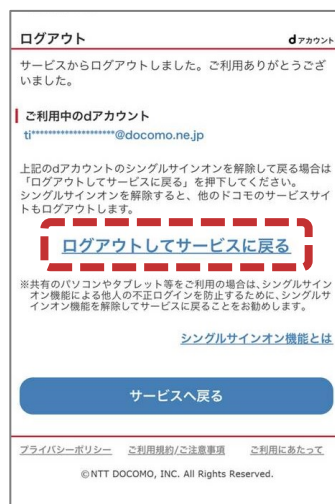 ログアウト
dアカウント
サービスからログアウトしました。ご利用ありがとうござ
いました。
ご利用中のdアカウント
ti********************@docomo.ne.jp
上記のdアカウントのシングルサインオンを解除して戻る場合は
「ログアウトしてサービスに戻る」を押下してください。
シングルサインオンを解除すると、他のドコモのサービスサイ
トもログアウトします。
ログアウトしてサービスに戻る
※共有のパソコンやタブレット等をご利用の場合は、シングルサイン
オン機能による他人の不正ログインを防止するために、シングルサ
インオン機能を解除してサービスに戻ることをお勧めします。
シングルサインオン機能とは
サービスへ戻る
プライバシーポリシー ご利用規約/ご注意事項 ご利用にあたって
© NTT DOCOMO, INC. All Rights Reserved.